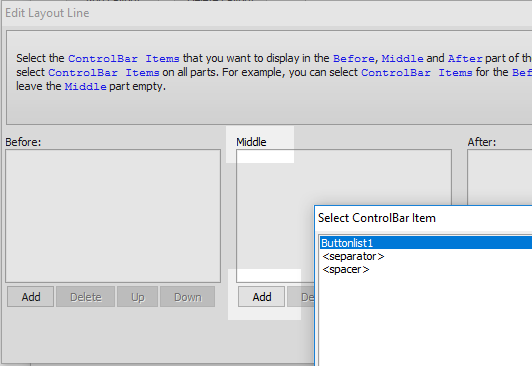 Edit Layout Line
Select the ControlBar Items that you want to display in the Before, Middle and After part of th
select ControlBar Items on all parts. For example, you can select ControlBar Items for the Bef
leave the Middle part empty.
Before:
Middle
After:
Select ControlBar Item
Buttonlist1
<separator>
<spacer>
Add
Delete
Up
Down
Add
De